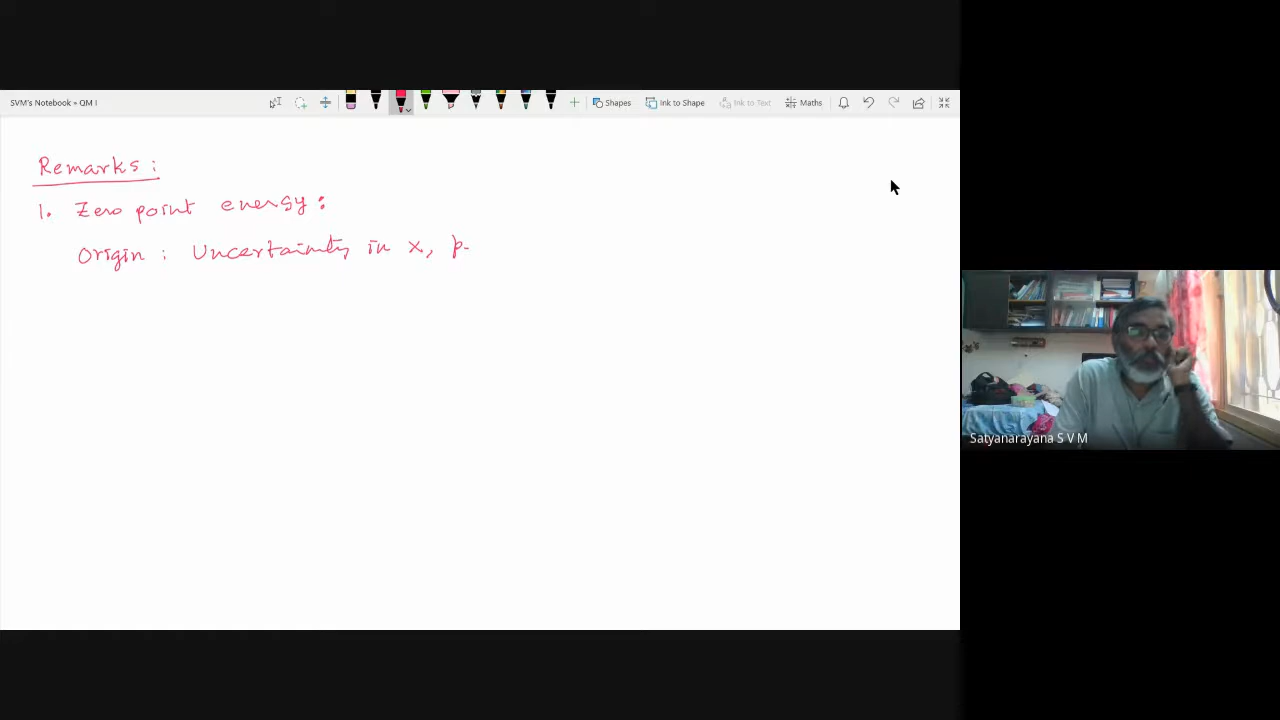 SVM's Notebook » QM I
Shapes
Ink to Shape
Ink to Text
Maths
Remarks :
1. Zero point energy :
Origin : Uncertainty in x, p.
Satyanarayana S V M